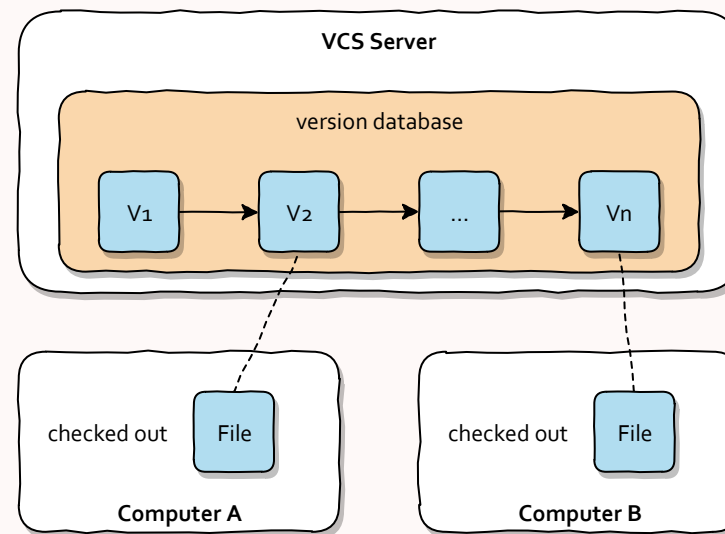 VCS Server
version database
V1
V2
...
Vn
checked out
File
Computer A
checked out
File
Computer B